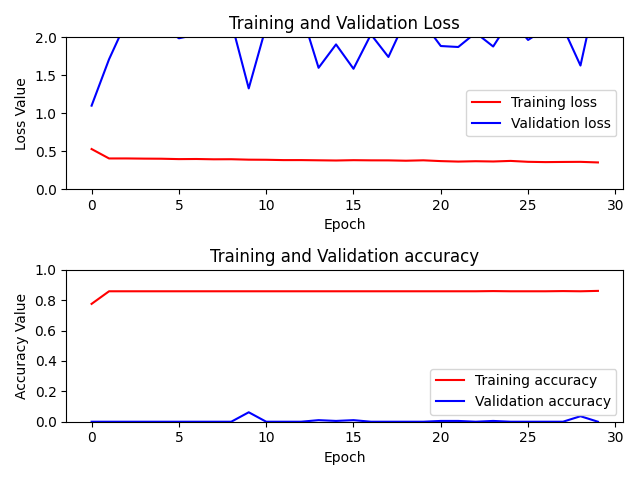 Training and Validation Loss
2.0
1.5
1.0
0.5
0.0
Loss Value
Training loss
Validation loss
0 5 10 15 20 25 30
Epoch
Training and Validation accuracy
1.0
0.8
0.6
0.4
0.2
0.0
Accuracy Value
Training accuracy
Validation accuracy
0 5 10 15 20 25 30
Epoch